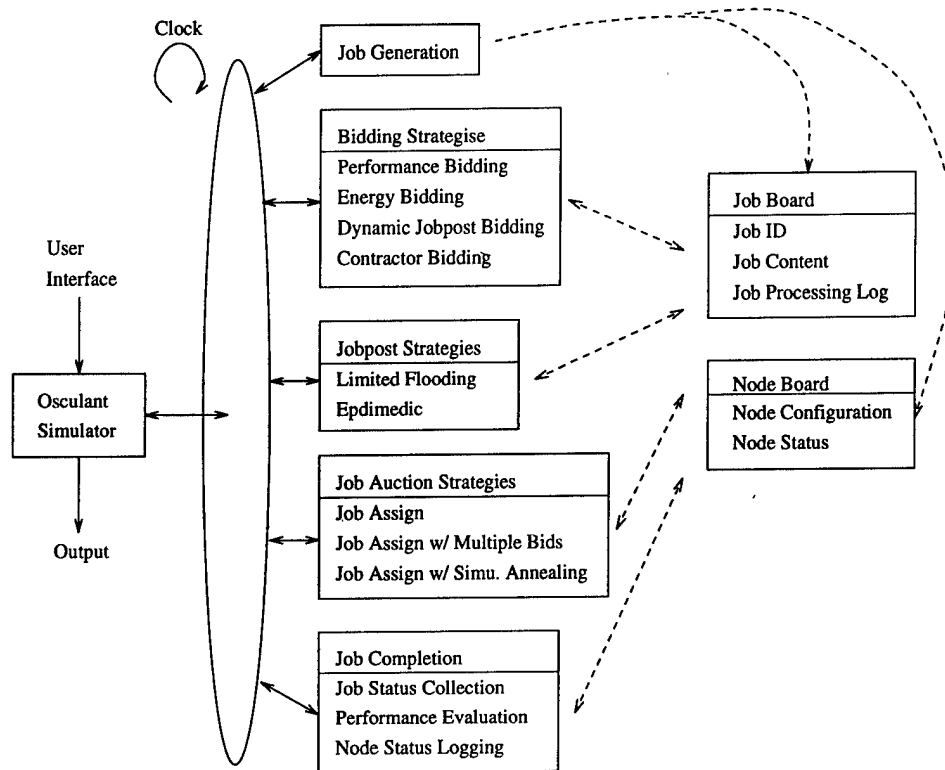 Clock
Job Generation
Bidding Strategise
Performance Bidding
Energy Bidding
Dynamic Jobpost Bidding
Contractor Bidding
Job Board
Job ID
Job Content
Job Processing Log
User
Interface
Jobpost Strategies
Limited Flooding
Epdimedic
Node Board
Node Configuration
Node Status
Osculant
Simulator
Job Auction Strategies
Job Assign
Job Assign w/ Multiple Bids
Job Assign w/ Simu. Annealing
Output
Job Completion
Job Status Collection
Performance Evaluation
Node Status Logging